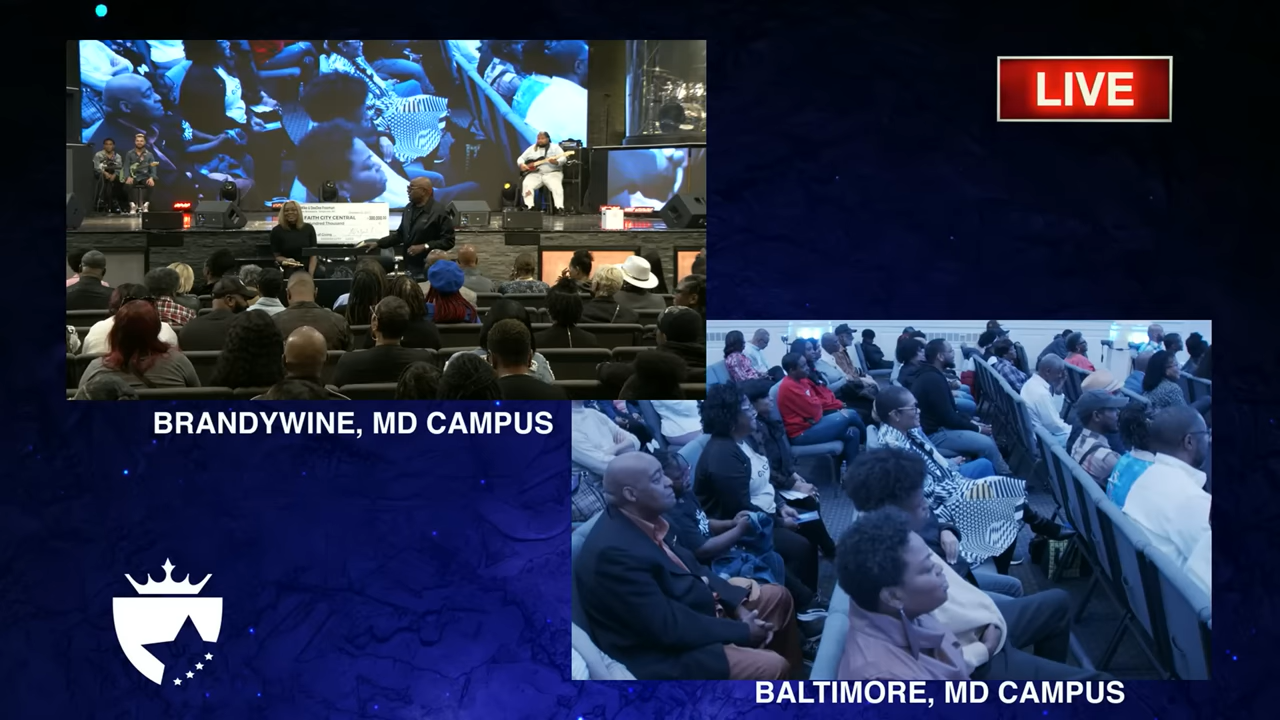 LIVE
FAITH CITY CENTRAL
BRANDYWINE, MD CAMPUS
BALTIMORE, MD CAMPUS